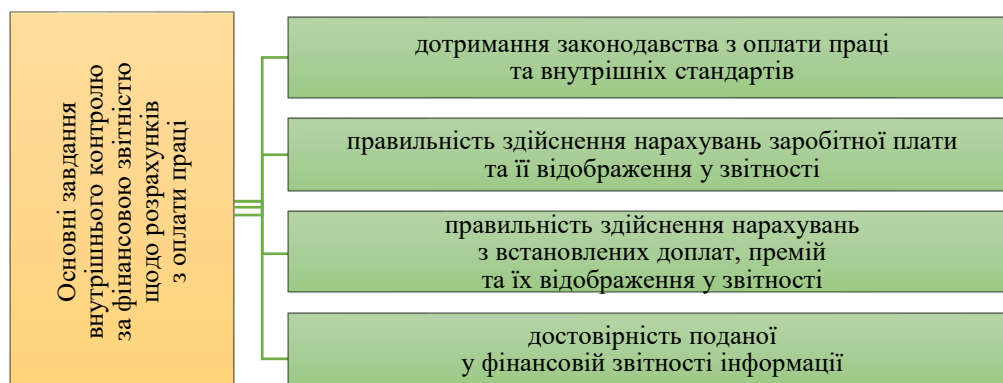 Основні завдання
внутрішнього контролю
за фінансовою звітністю
щодо розрахунків
з оплати праці
дотримання законодавства з оплати праці
та внутрішніх стандартів
правильність здійснення нарахувань заробітної плати
та її відображення у звітності
правильність здійснення нарахувань
з встановлених доплат, премій
та їх відображення у звітності
достовірність поданої
у фінансовій звітності інформації